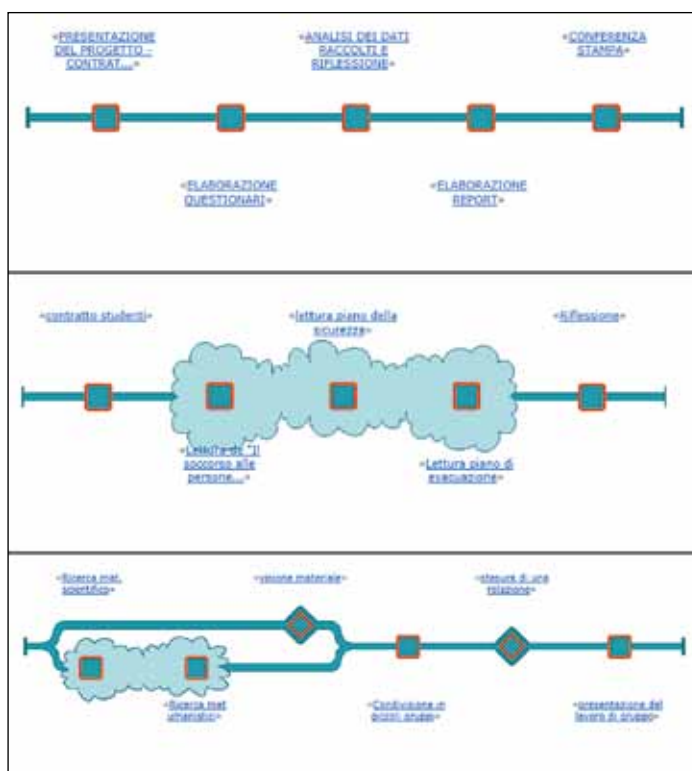 «PRESENTAZIONE
DEL PROGETTO -
CONTRAT...»
«ANALISI DEI DATI
RACCOLTI E
RIFLESSIONE»
«CONFERENZA
STAMPA»
«ELABORAZIONE
QUESTIONARI»
«ELABORAZIONE
REPORT»
«contratto studenti»
«lettura piano della
sicurezza»
«Riflessione»
«Lettura da "Il
soccorso alle
persone...»
«Lettura piano di
evacuazione»
«Ricerca mat.
scientifico»
«visione materiale»
«stesura di una
relazione»
«Ricerca mat
umanistici»
«Condivisione in
piccoli gruppi»
«presentazione del
lavoro di gruppo»